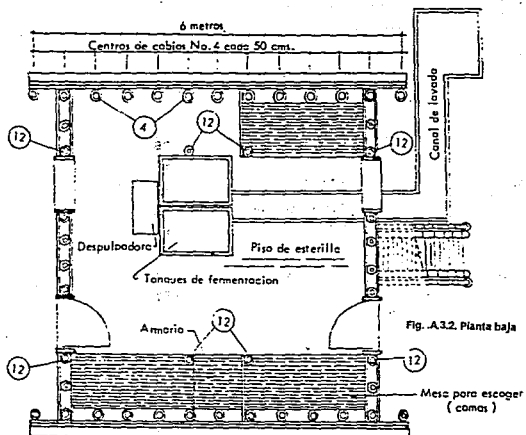 6 metros
Centros de cabios No. 4 cada 50 cms.
Canal de lavado
12
4
12
12
Despulpadora
Piso de esterilla
Tanques de fermentacion
Fig. .A.3.2. Planta baja
Armario
12
12
12
Mesa para escoger
( camas )